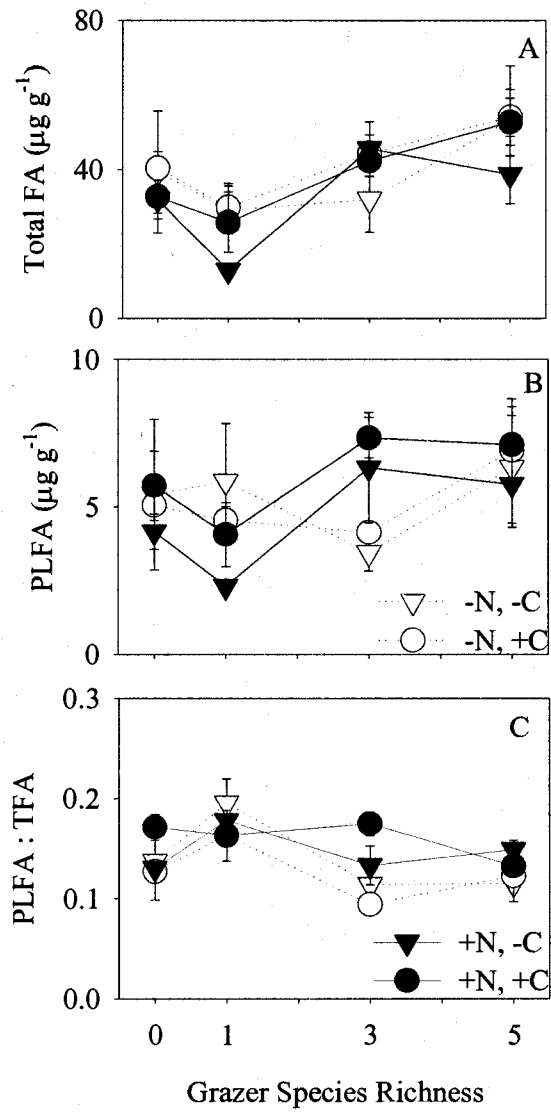 80
A
40
0
Total FA (µg g⁻¹)
10
B
5
0
PLFA (µg g⁻¹)
-N, -C
-N, +C
0.3
C
0.2
0.1
0.0
PLFA : TFA
+N, -C
+N, +C
0 1 3 5
Grazer Species Richness